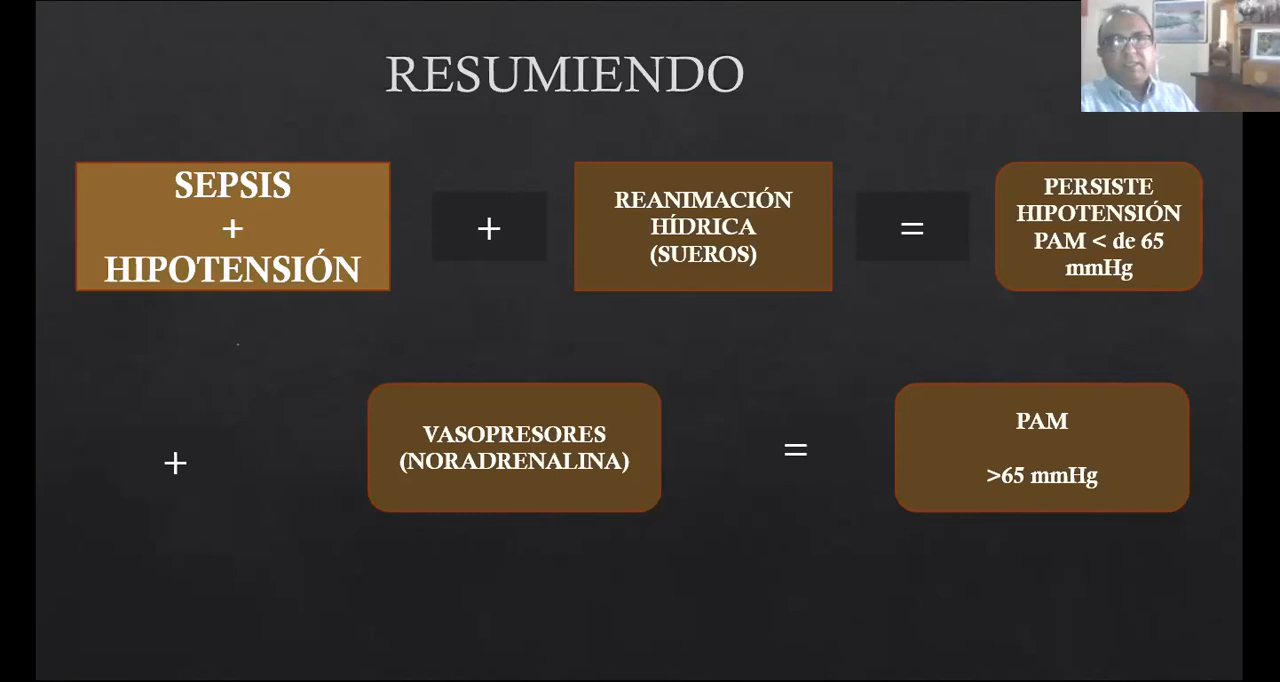 RESUMIENDO
SEPSIS
+
HIPOTENSIÓN
+
REANIMACIÓN
HÍDRICA
(SUEROS)
=
PERSISTE
HIPOTENSIÓN
PAM < de 65
mmHg
+
VASOPRESORES
(NORADRENALINA)
=
PAM
>65 mmHg